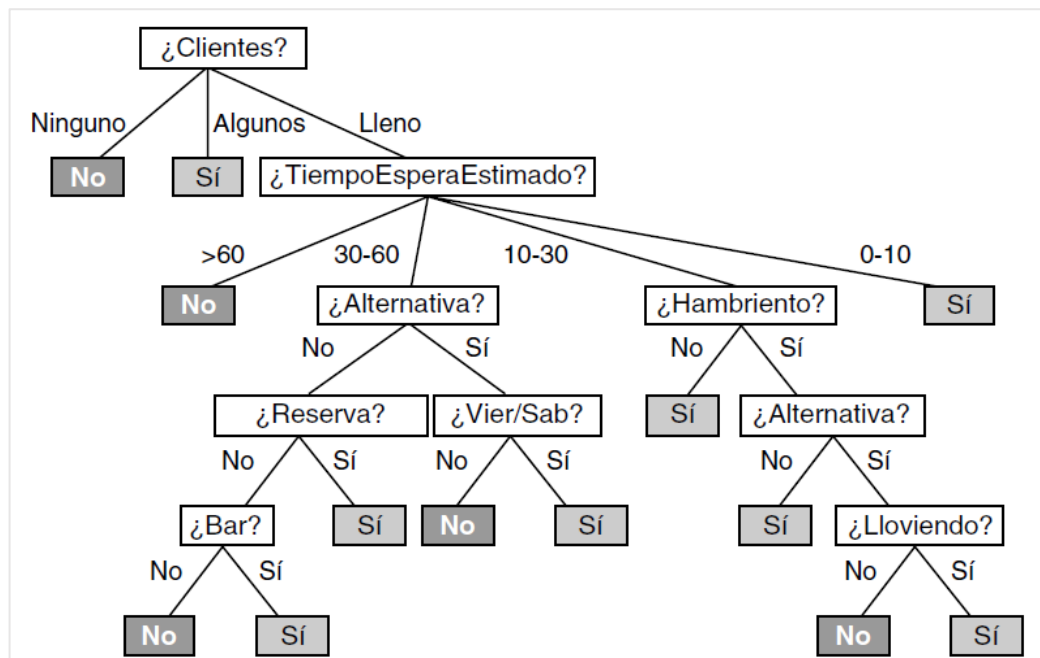 ¿Clientes?
Ninguno Algunos Lleno
No Sí ¿TiempoEsperaEstimado?
>60 30-60 10-30 0-10
No ¿Alternativa? ¿Hambriento? Sí
No Sí No Sí
¿Reserva? ¿Vier/Sab? Sí ¿Alternativa?
No Sí No Sí No Sí
¿Bar? Sí No Sí Sí ¿Lloviendo?
No Sí No Sí
No Sí No Sí